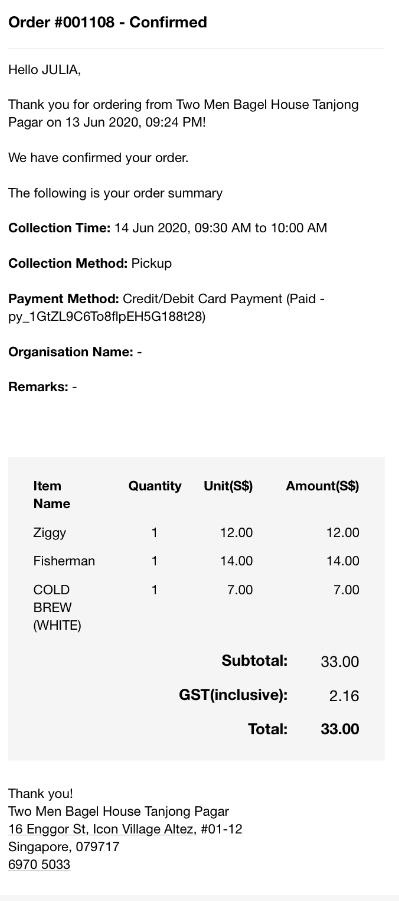 Order #001108 - Confirmed
Hello JULIA,
Thank you for ordering from Two Men Bagel House Tanjong
Pagar on 13 Jun 2020, 09:24 PM!
We have confirmed your order.
The following is your order summary
Collection Time: 14 Jun 2020, 09:30 AM to 10:00 AM
Collection Method: Pickup
Payment Method: Credit/Debit Card Payment (Paid -
py_1GtZL9C6To8flpEH5G188t28)
Organisation Name: -
Remarks: -
Item Quantity Unit(S$) Amount(S$)
Name
Ziggy 1 12.00 12.00
Fisherman 1 14.00 14.00
COLD 1 7.00 7.00
BREW
(WHITE)
Subtotal: 33.00
GST(inclusive): 2.16
Total: 33.00
Thank you!
Two Men Bagel House Tanjong Pagar
16 Enggor St, Icon Village Altez, #01-12
Singapore, 079717
6970 5033